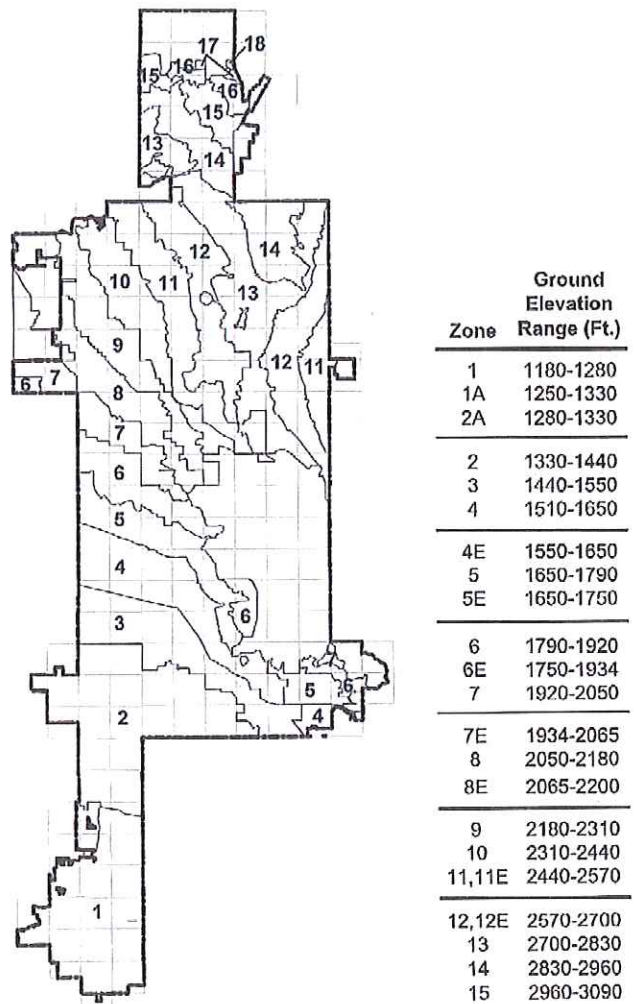 17 18
15 16
16
15
13
14
12 14
10 11
13
9 12 11
7
6 8
7
6
5
4
6
3
5 6
2 4
1
Ground
Elevation
Zone Range (Ft.)
1 1180-1280
1A 1250-1330
2A 1280-1330
2 1330-1440
3 1440-1550
4 1510-1650
4E 1550-1650
5 1650-1790
5E 1650-1750
6 1790-1920
6E 1750-1934
7 1920-2050
7E 1934-2065
8 2050-2180
8E 2065-2200
9 2180-2310
10 2310-2440
11,11E 2440-2570
12,12E 2570-2700
13 2700-2830
14 2830-2960
15 2960-3090